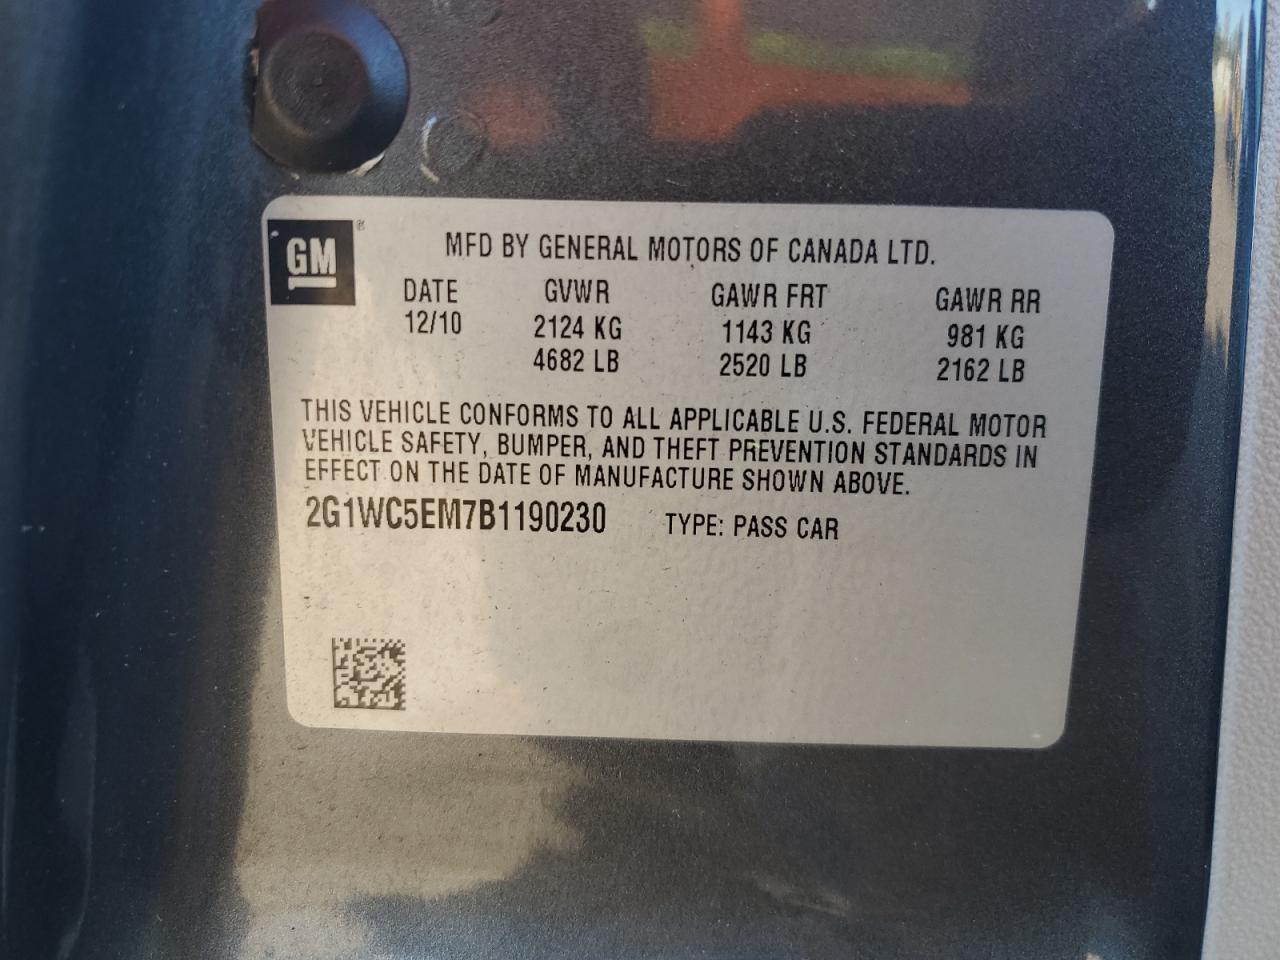 GM ®
MFD BY GENERAL MOTORS OF CANADA LTD.
DATE GVWR GAWR FRT GAWR RR
12/10 2124 KG 1143 KG 981 KG
4682 LB 2520 LB 2162 LB
THIS VEHICLE CONFORMS TO ALL APPLICABLE U.S. FEDERAL MOTOR
VEHICLE SAFETY, BUMPER, AND THEFT PREVENTION STANDARDS IN
EFFECT ON THE DATE OF MANUFACTURE SHOWN ABOVE.
2G1WC5EM7B1190230 TYPE: PASS CAR